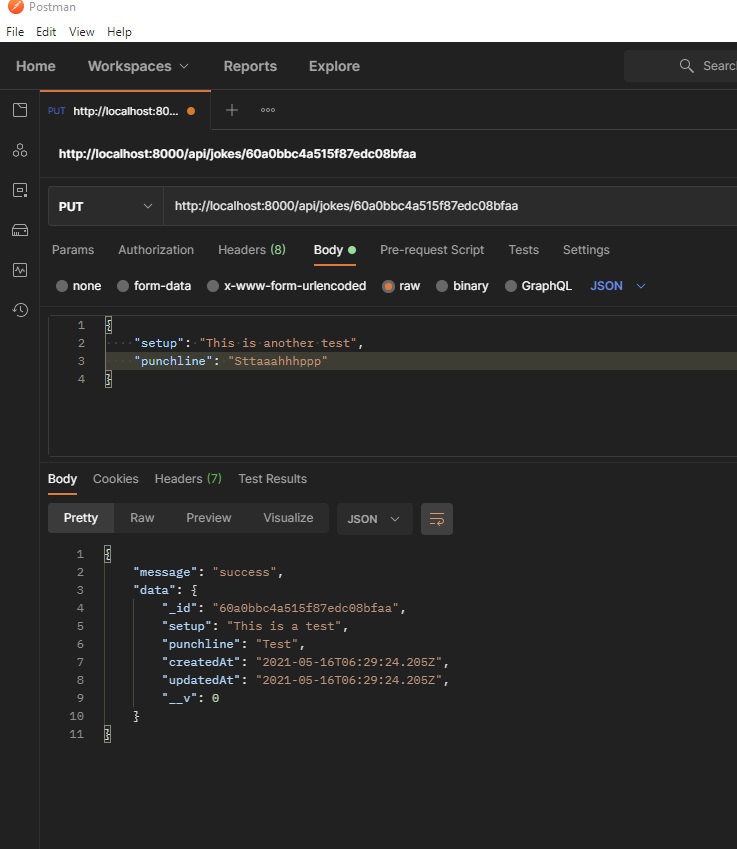 Postman
File Edit View Help
Home Workspaces Reports Explore Searc
PUT http://localhost:80...
http://localhost:8000/api/jokes/60a0bbc4a515f87edc08bfaa
PUT http://localhost:8000/api/jokes/60a0bbc4a515f87edc08bfaa
Params Authorization Headers (8) Body Pre-request Script Tests Settings
none form-data x-www-form-urlencoded raw binary GraphQL JSON
1 {
2 "setup": "This is another test",
3 "punchline": "Sttaaahhhppp"
4 }
Body Cookies Headers (7) Test Results
Pretty Raw Preview Visualize JSON
1 {
2 "message": "success",
3 "data": {
4 "_id": "60a0bbc4a515f87edc08bfaa",
5 "setup": "This is a test",
6 "punchline": "Test",
7 "createdAt": "2021-05-16T06:29:24.205Z",
8 "updatedAt": "2021-05-16T06:29:24.205Z",
9 "__v": 0
10 }
11 }